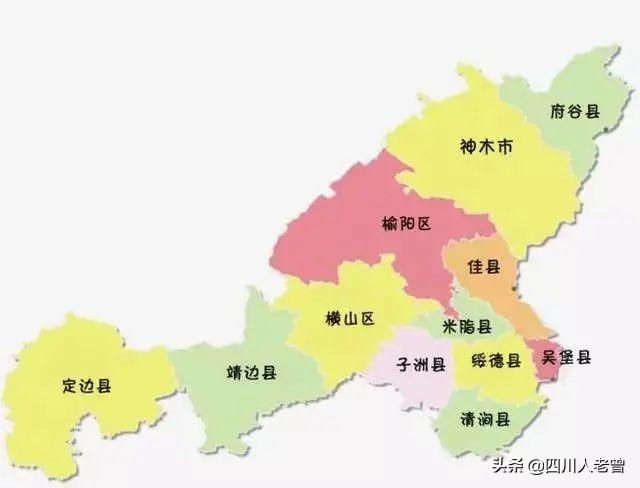 府谷县
神木市
榆阳区
佳县
横山区
米脂县
吴堡县
子洲县
绥德县
靖边县
定边县
清涧县
头条 @四川人老曾